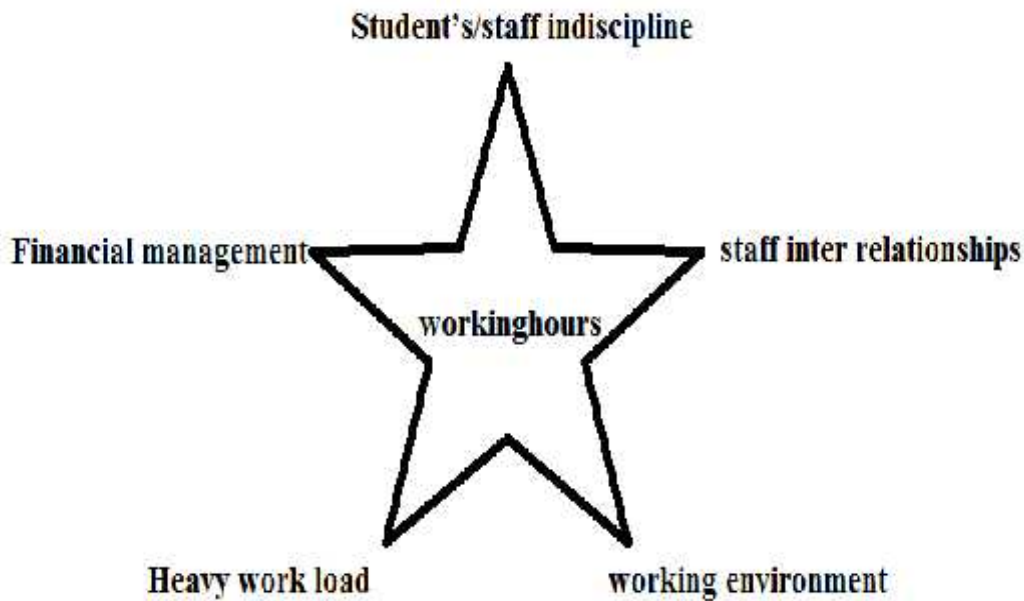 Student's/staff indiscipline
Financial management
staff inter relationships
workinghours
Heavy work load
working environment